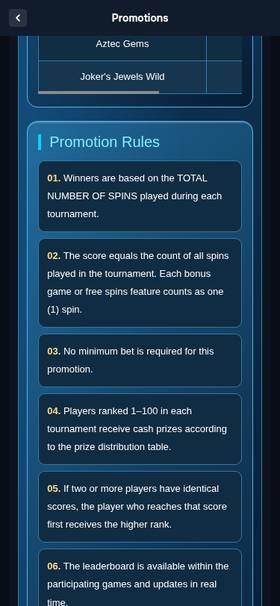 Promotions
Aztec Gems
Joker's Jewels Wild
Promotion Rules
01. Winners are based on the TOTAL
NUMBER OF SPINS played during each
tournament.
02. The score equals the count of all spins
played in the tournament. Each bonus
game or free spins feature counts as one
(1) spin.
03. No minimum bet is required for this
promotion.
04. Players ranked 1–100 in each
tournament receive cash prizes according
to the prize distribution table.
05. If two or more players have identical
scores, the player who reaches that score
first receives the higher rank.
06. The leaderboard is available within the
participating games and updates in real
time.